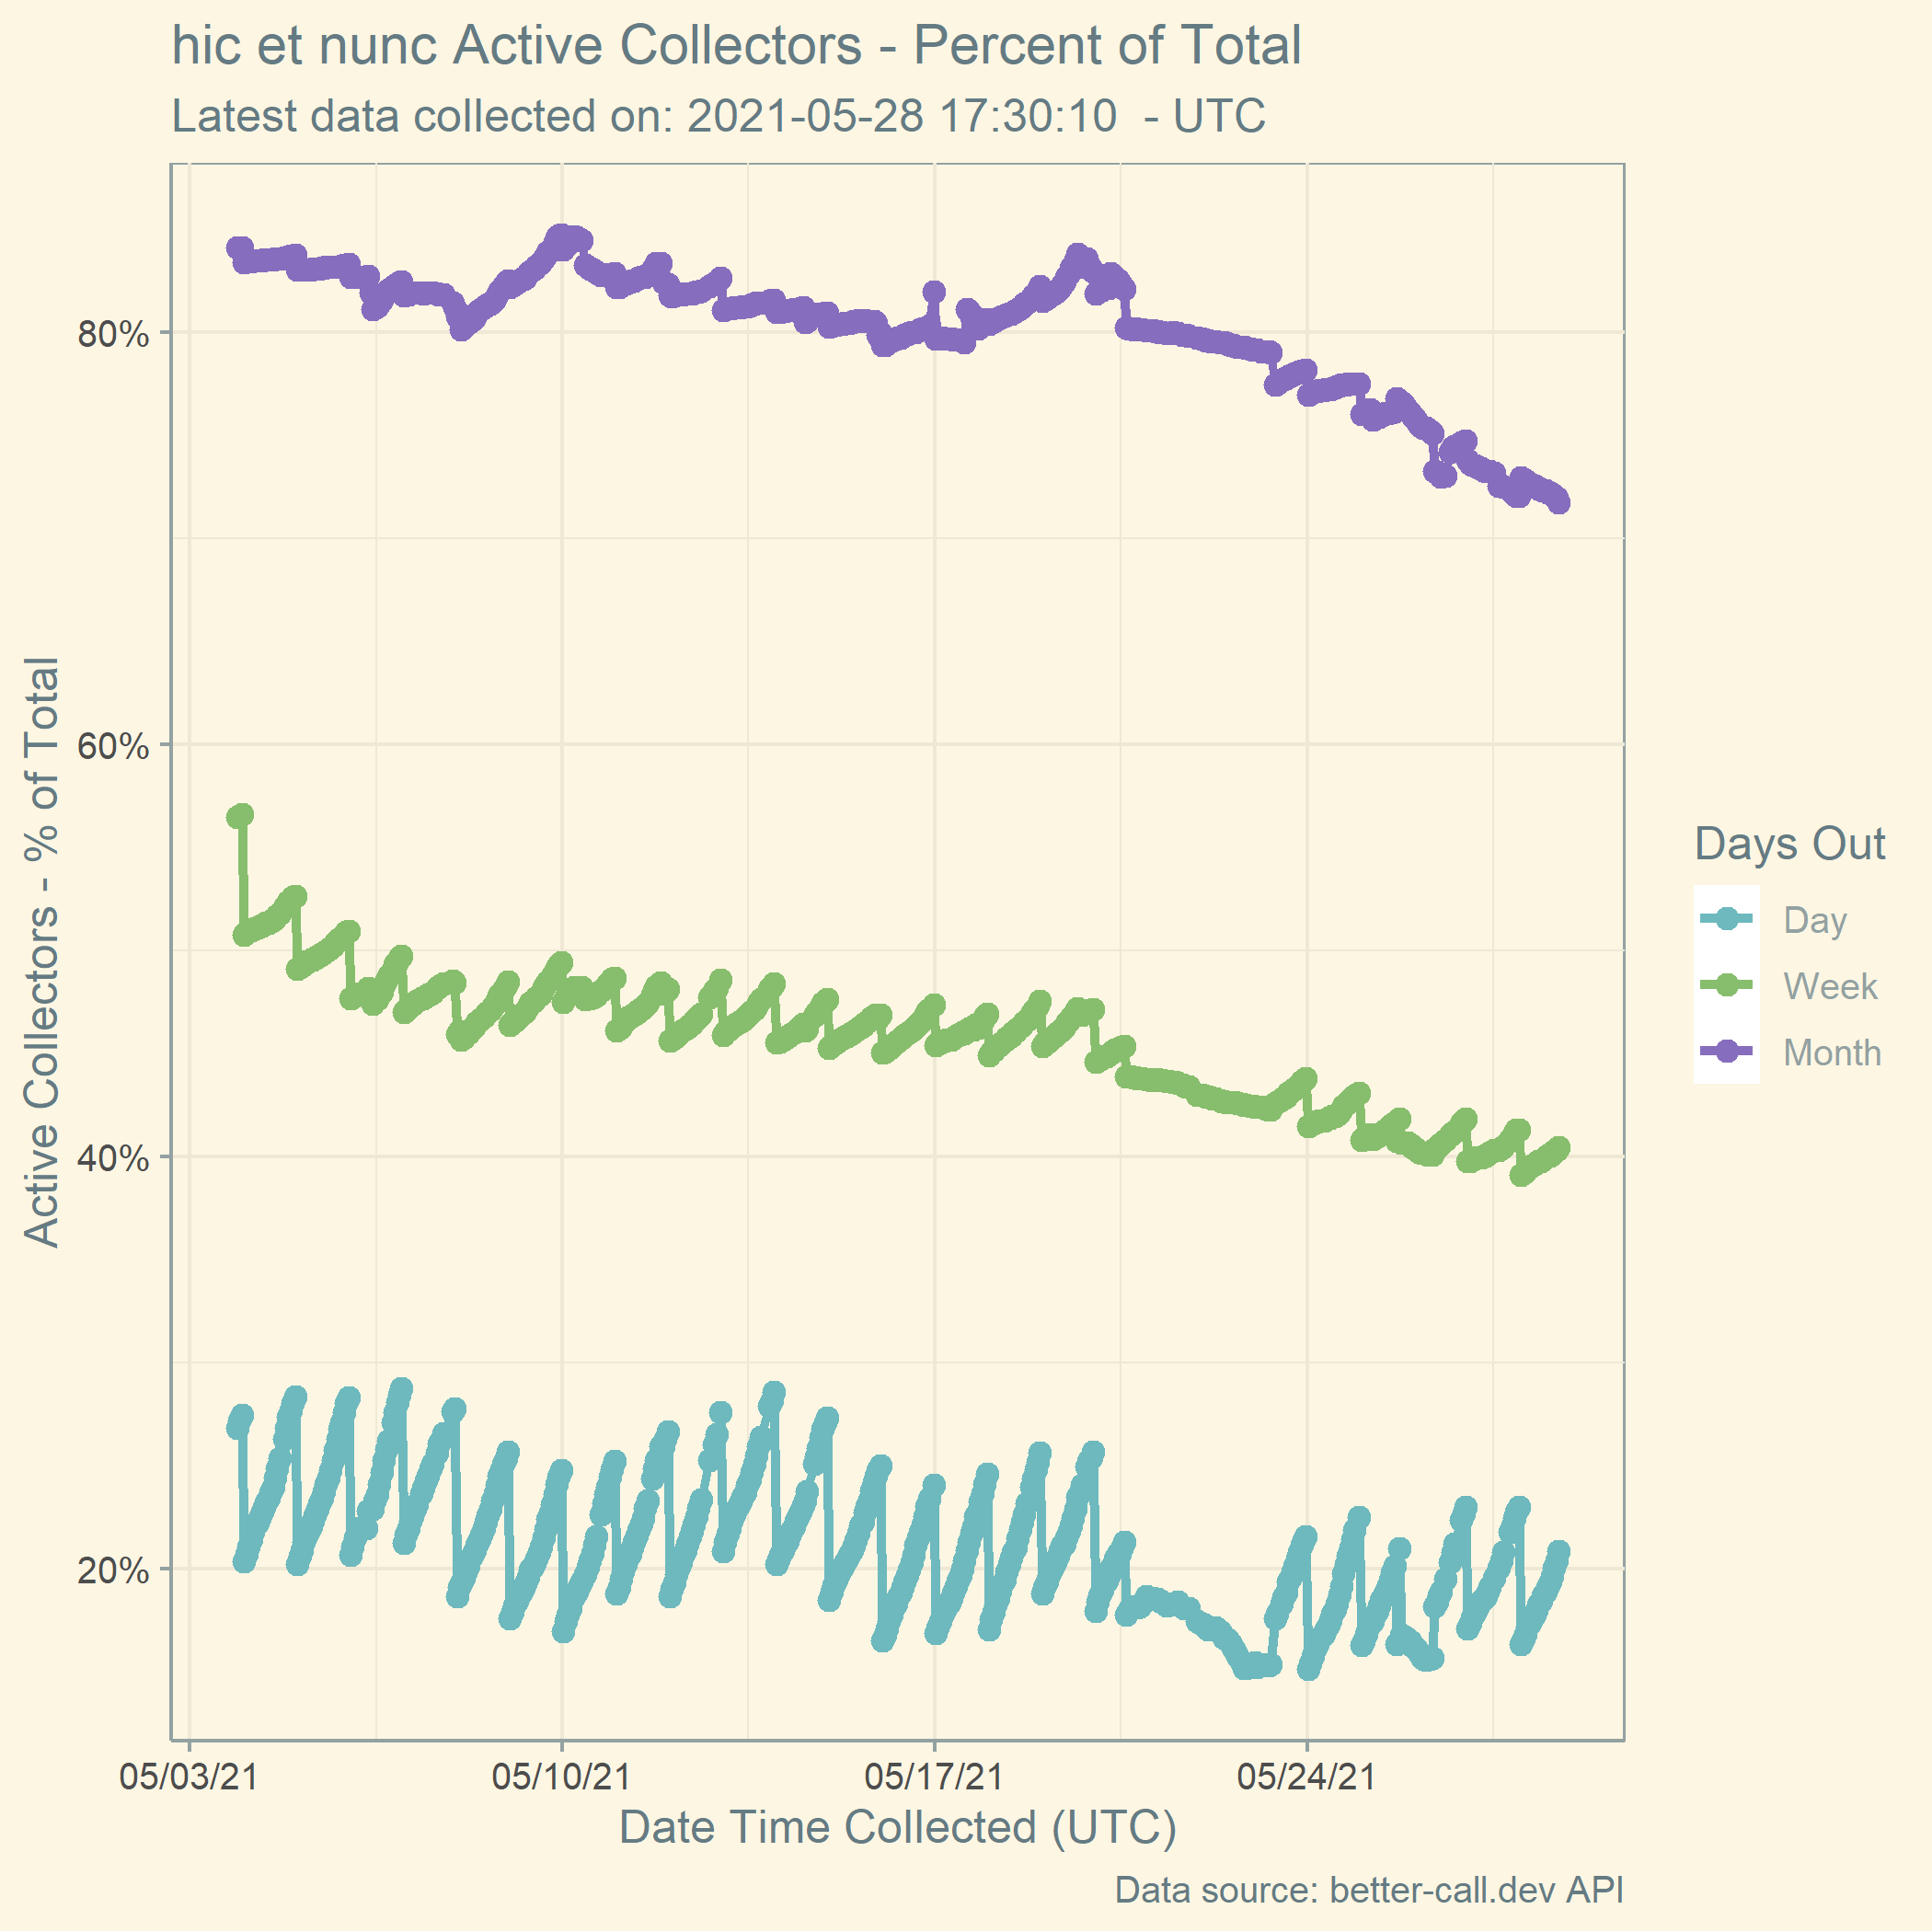 hic et nunc Active Collectors - Percent of Total
Latest data collected on: 2021-05-28 17:30:10  - UTC
Active Collectors - % of Total
80%
60%
40%
20%
05/03/21
05/10/21
05/17/21
05/24/21
Date Time Collected (UTC)
Days Out
Day
Week
Month
Data source: better-call.dev API